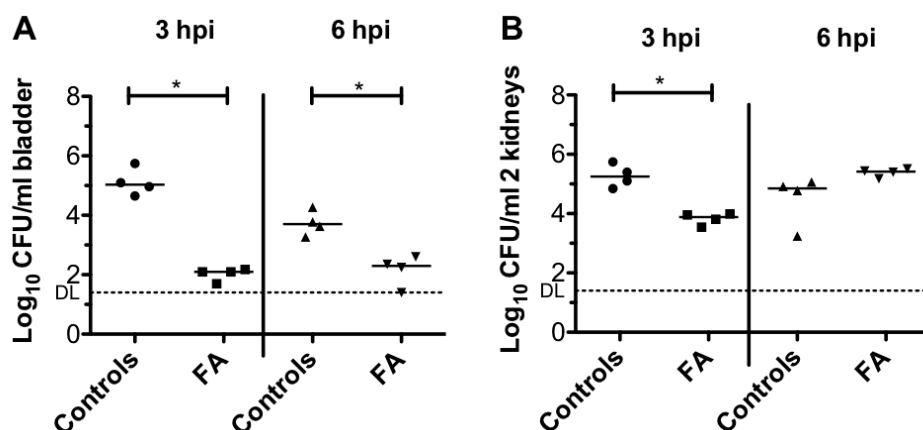 A
3 hpi
6 hpi
*
*
Log10 CFU/ml bladder
8
6
4
2
DL
0
Controls
FA
Controls
FA
B
3 hpi
6 hpi
*
Log10 CFU/ml 2 kidneys
8
6
4
2
DL
0
Controls
FA
Controls
FA